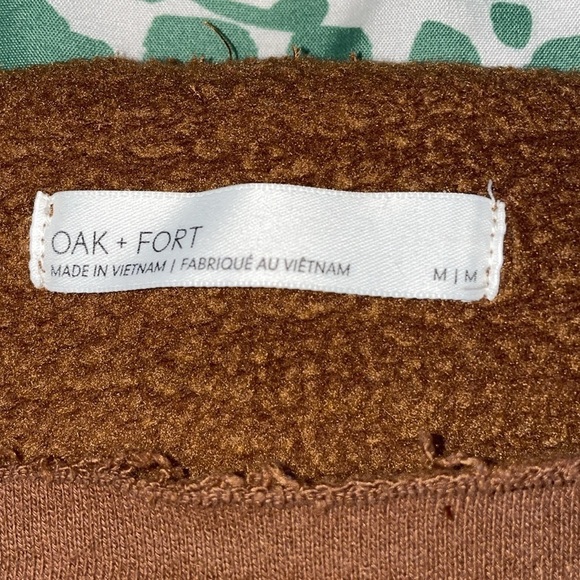 OAK + FORT
MADE IN VIETNAM | FABRIQUÉ AU VIÊTNAM
M | M